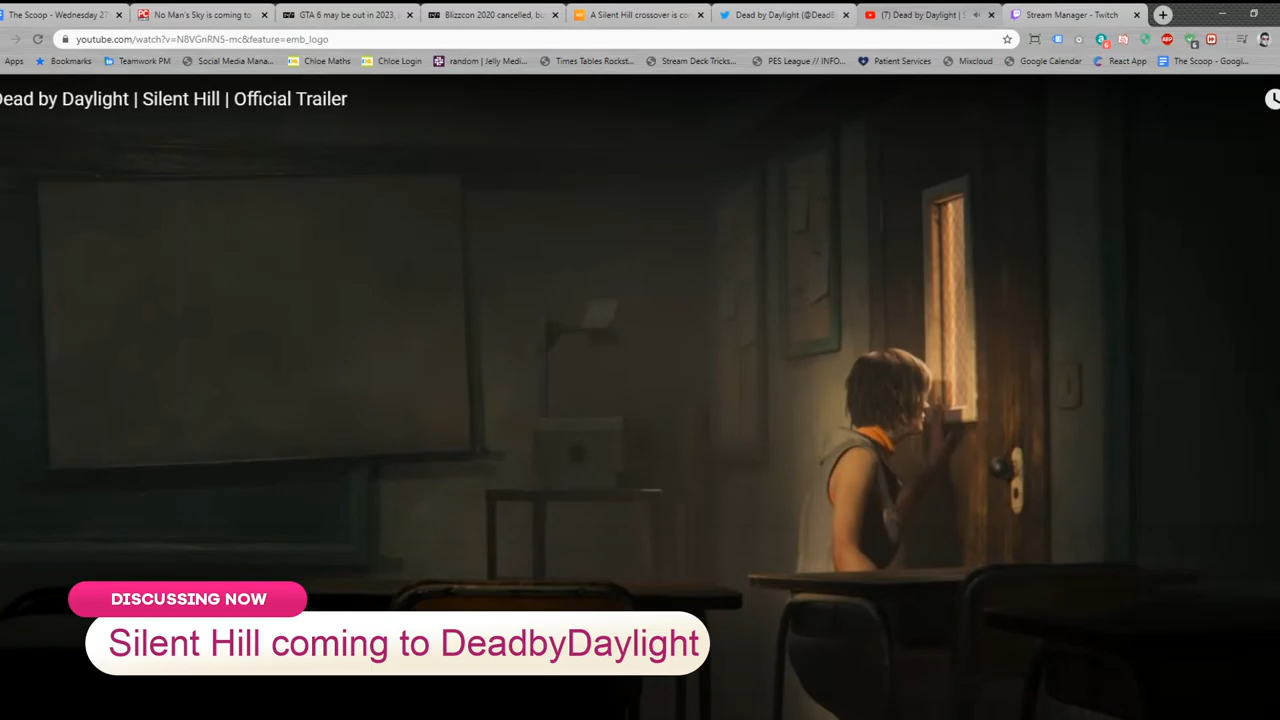 The Scoop - Wednesday 27
No Man's Sky is coming to
GTA 6 may be out in 2023,
Blizzcon 2020 cancelled, bu
A Silent Hill crossover is co
Dead by Daylight (@DeadB
(7) Dead by Daylight | S
Stream Manager - Twitch
youtube.com/watch?v=N8VGnRN5-mc&feature=emb_logo
Apps
Bookmarks
Teamwork PM
Social Media Mana...
Chloe Maths
Chloe Login
random | Jelly Medi...
Times Tables Rockst...
Stream Deck Tricks...
PES League // INFO...
Patient Services
Mixcloud
Google Calendar
React App
The Scoop - Googl...
Dead by Daylight | Silent Hill | Official Trailer
DISCUSSING NOW
Silent Hill coming to DeadbyDaylight